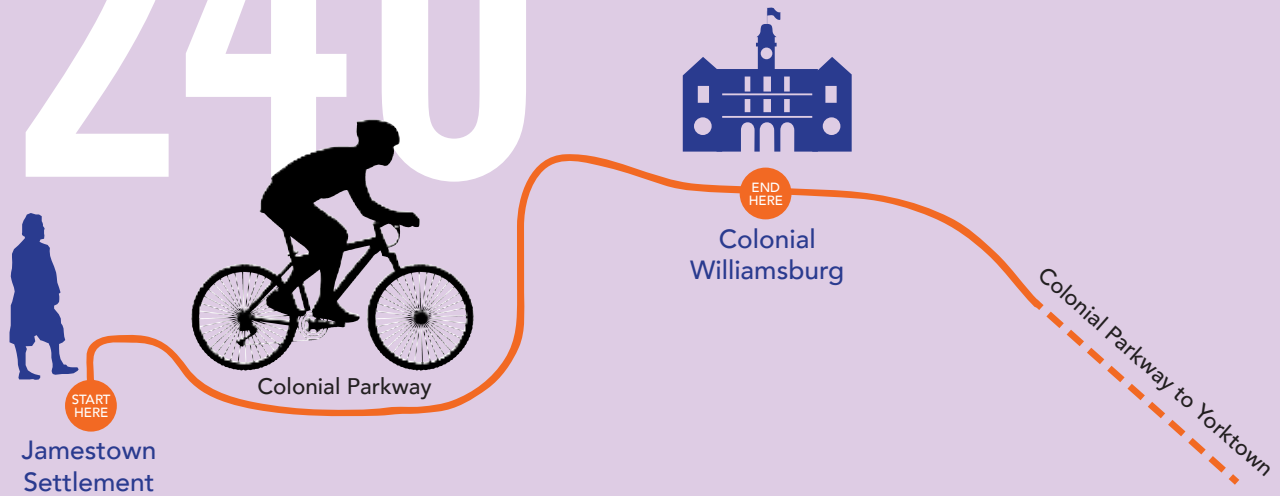 240
END
HERE
Colonial
Williamsburg
Colonial Parkway to Yorktown
Colonial Parkway
START
HERE
Jamestown
Settlement